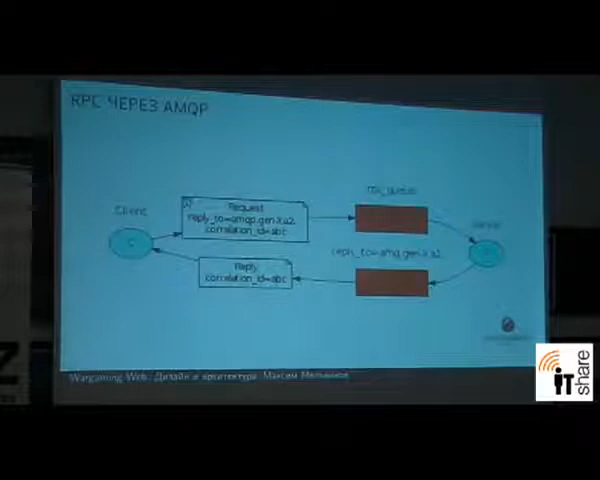 RPC ЧЕРЕЗ AMQP
Client
Request
reply_to=amqp.gen-Xa2..
correlation_id=abc
rpc_queue
Server
reply_to=amq.gen-Xa2..
Reply
correlation_id=abc
Wargaming Web: Дизайн и архитектура. Максим Мельников
iT
share